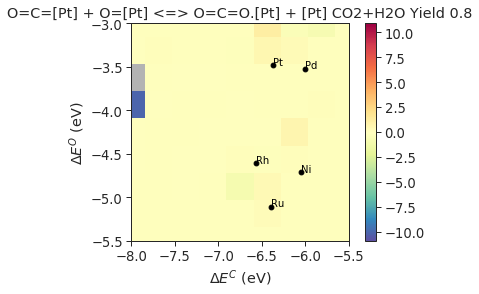 O=C=[Pt] + O=[Pt] <=> O=C=O.[Pt] + [Pt] CO2+H2O Yield 0.8
−3.0
−3.5
−4.0
−4.5
−5.0
−5.5
ΔE^O (eV)
Pt
Pd
Rh
Ni
Ru
−8.0 −7.5 −7.0 −6.5 −6.0 −5.5
ΔE^C (eV)
10.0
7.5
5.0
2.5
0.0
−2.5
−5.0
−7.5
−10.0